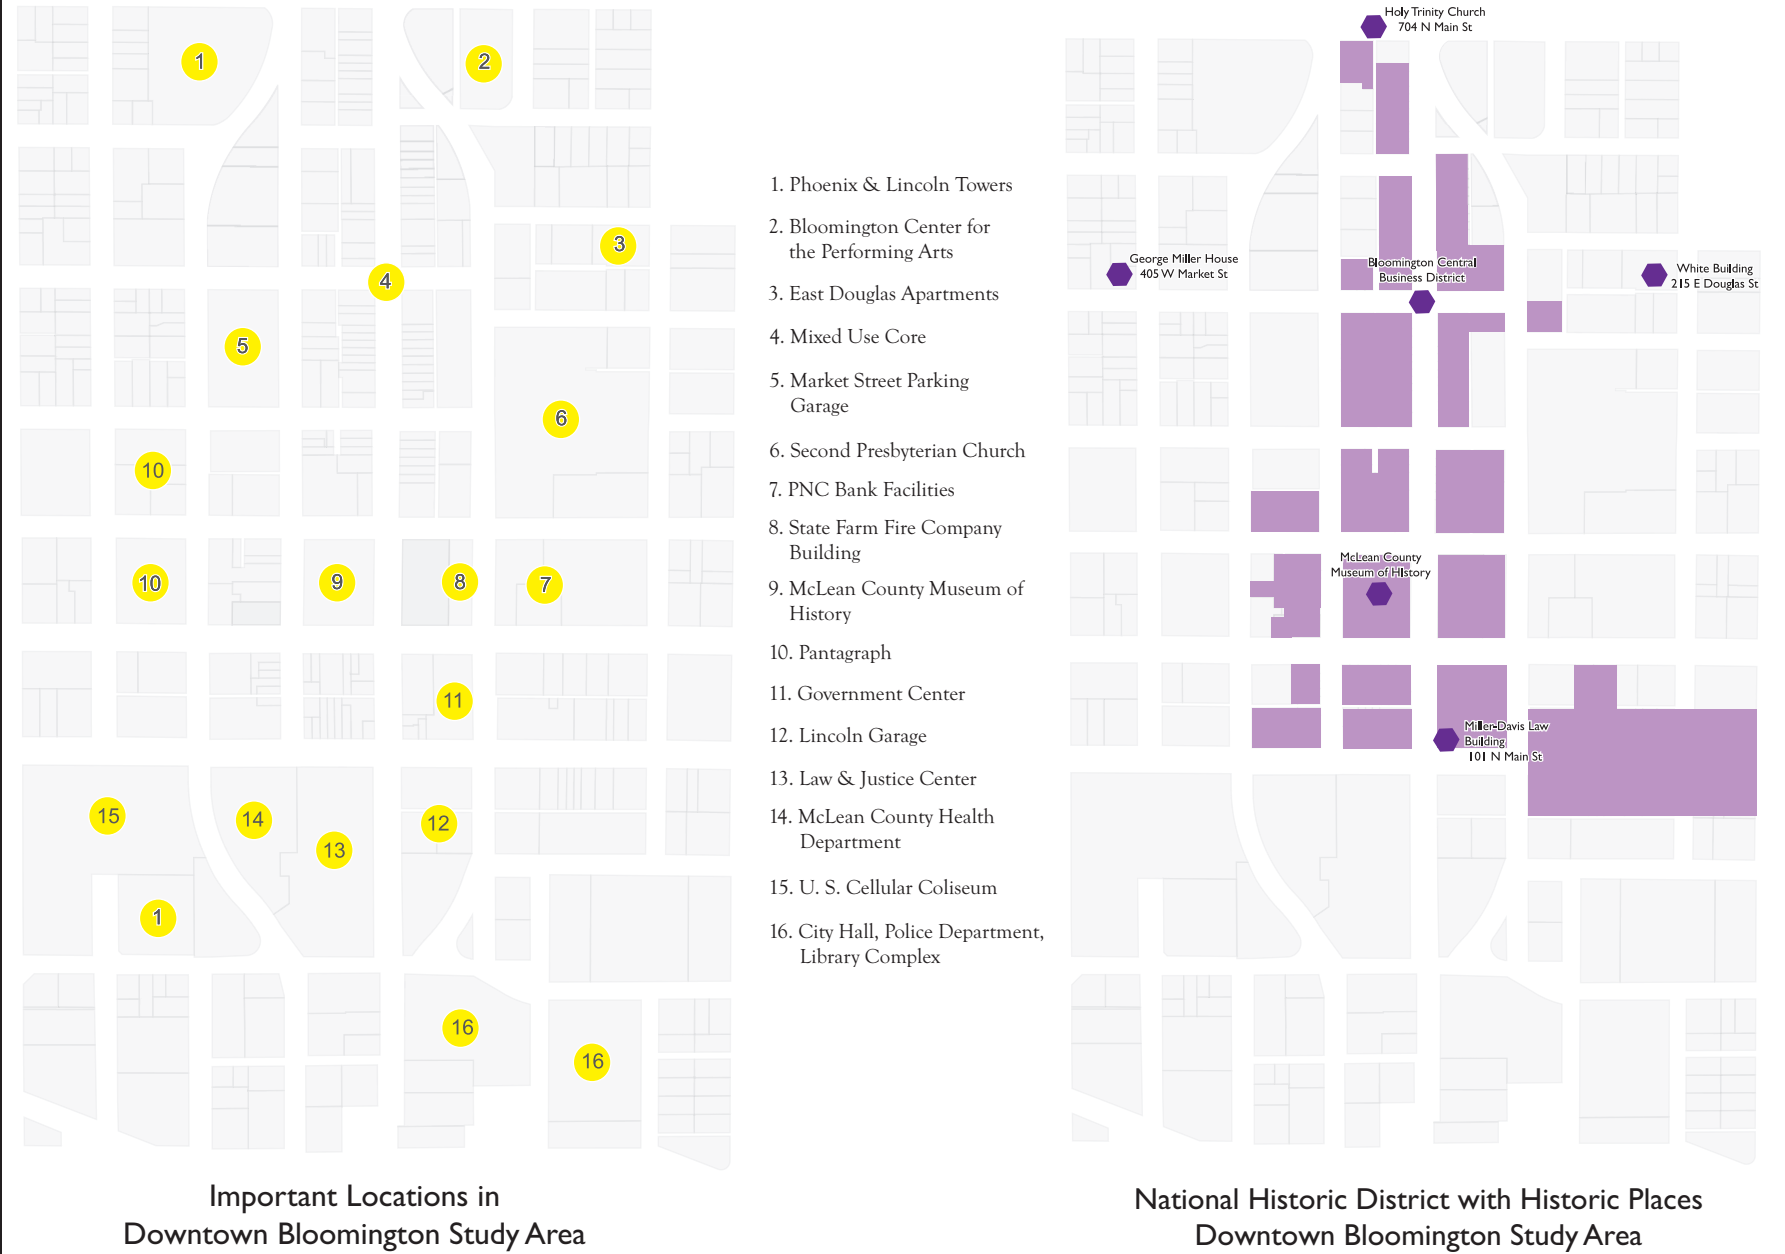 1
2
3
4
5
6
10
10
9
8
7
11
15
14
13
12
1
16
16
Important Locations in
Downtown Bloomington Study Area
1. Phoenix & Lincoln Towers
2. Bloomington Center for
the Performing Arts
3. East Douglas Apartments
4. Mixed Use Core
5. Market Street Parking
Garage
6. Second Presbyterian Church
7. PNC Bank Facilities
8. State Farm Fire Company
Building
9. McLean County Museum of
History
10. Pantagraph
11. Government Center
12. Lincoln Garage
13. Law & Justice Center
14. McLean County Health
Department
15. U. S. Cellular Coliseum
16. City Hall, Police Department,
Library Complex
Holy Trinity Church
704 N Main St
George Miller House
405 W Market St
Bloomington Central
Business District
White Building
215 E Douglas St
McLean County
Museum of HIstory
Miller-Davis Law
Building
101 N Main St
National Historic District with Historic Places
Downtown Bloomington Study Area